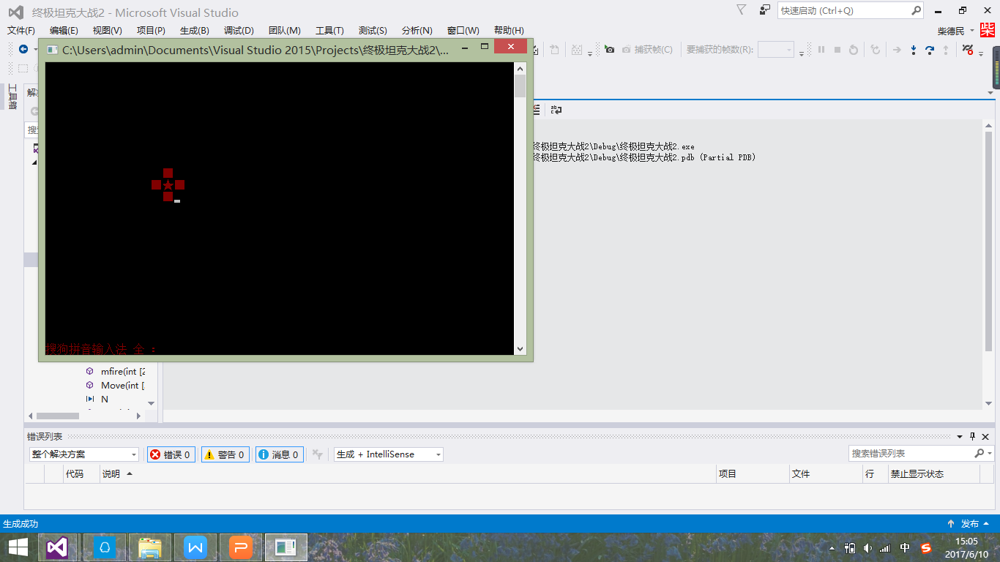 终极坦克大战2 - Microsoft Visual Studio
快速启动 (Ctrl+Q)
文件(F) 编辑(E) 视图(V) 项目(P) 生成(B) 调试(D) 团队(M) 工具(T) 测试(S) 分析(N) 窗口(W) 帮助(H)
柴德民
柴
C:\Users\admin\Documents\Visual Studio 2015\Projects\终极坦克大战2\...
捕获帧(C) 要捕获的帧数(R):
工具箱
终极坦克大战2\Debug\终极坦克大战2.exe
终极坦克大战2\Debug\终极坦克大战2.pdb (Partial PDB)
搜狗拼音输入法 全 :
mfire(int [2
Move(int [
N
错误列表
整个解决方案 错误 0 警告 0 消息 0 生成 + IntelliSense 搜索错误列表
代码 说明 项目 文件 行 禁止显示状态
生成成功 发布
中
15:05
2017/6/10